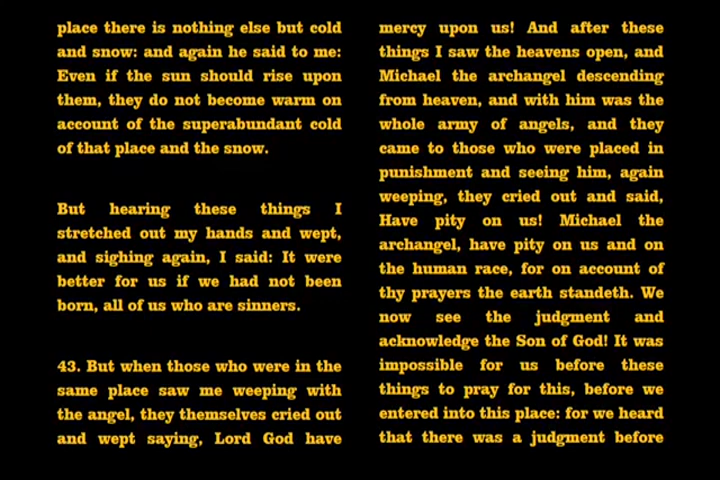 place there is nothing else but cold
and snow: and again he said to me:
Even if the sun should rise upon
them, they do not become warm on
account of the superabundant cold
of that place and the snow.
But hearing these things I
stretched out my hands and wept,
and sighing again, I said: It were
better for us if we had not been
born, all of us who are sinners.
43. But when those who were in the
same place saw me weeping with
the angel, they themselves cried out
and wept saying, Lord God have
mercy upon us! And after these
things I saw the heavens open, and
Michael the archangel descending
from heaven, and with him was the
whole army of angels, and they
came to those who were placed in
punishment and seeing him, again
weeping, they cried out and said,
Have pity on us! Michael the
archangel, have pity on us and on
the human race, for on account of
thy prayers the earth standeth. We
now see the judgment and
acknowledge the Son of God! It was
impossible for us before these
things to pray for this, before we
entered into this place: for we heard
that there was a judgment before